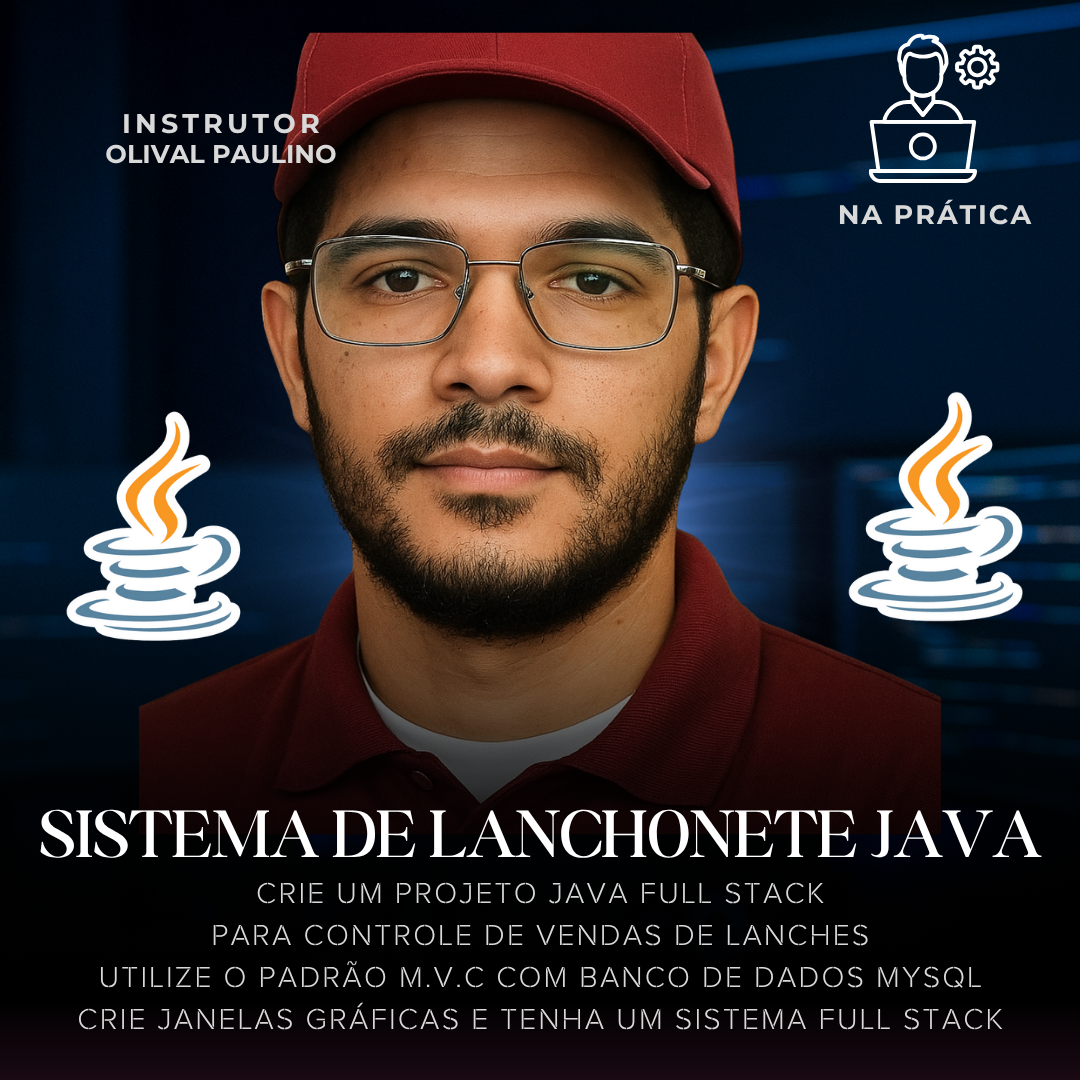 INSTRUTOR
OLIVAL PAULINO
NA PRÁTICA
SISTEMA DE LANCHONETE JAVA
CRIE UM PROJETO JAVA FULL STACK
PARA CONTROLE DE VENDAS DE LANCHES
UTILIZE O PADRÃO M.V.C COM BANCO DE DADOS MYSQL
CRIE JANELAS GRÁFICAS E TENHA UM SISTEMA FULL STACK